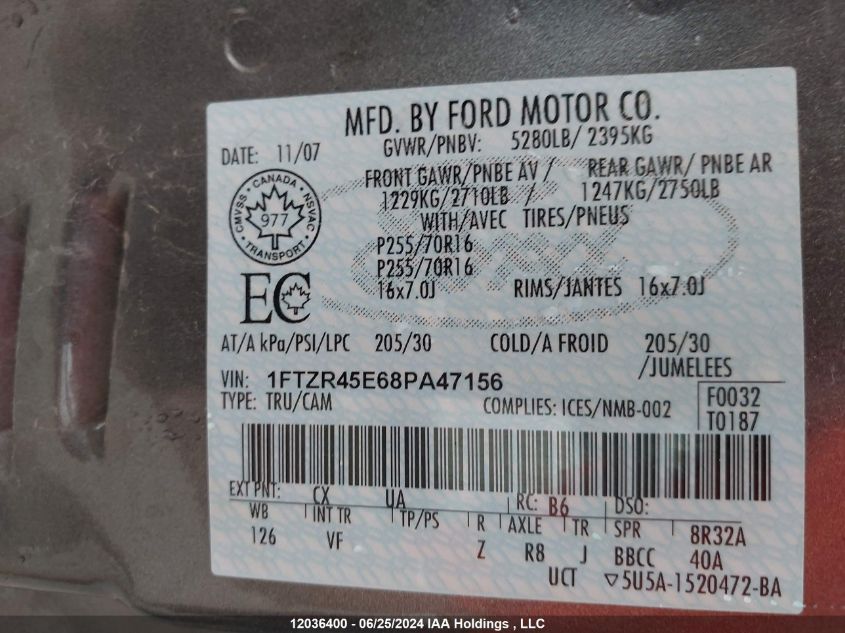 MFD. BY FORD MOTOR CO.
DATE: 11/07 GVWR/PNBV: 5280LB/ 2395KG
FRONT GAWR/PNBE AV / REAR GAWR/ PNBE AR
1229KG/2710LB / 1247KG/2750LB
WITH/AVEC TIRES/PNEUS
CANADA
CMVSS NSVAC
977
TRANSPORT
P255/70R16
P255/70R16
16x7.0J RIMS/JANTES 16x7.0J
EC
AT/A kPa/PSI/LPC 205/30 COLD/A FROID 205/30
/JUMELEES
VIN: 1FTZR45E68PA47156
TYPE: TRU/CAM COMPLIES: ICES/NMB-002
F0032
T0187
EXT PNT: CX UA RC: B6 DSO:
WB INT TR TP/PS R AXLE TR SPR 8R32A
126 VF Z R8 J BBCC 40A
UCT ▽5U5A-1520472-BA
12036400 - 06/25/2024 IAA Holdings , LLC